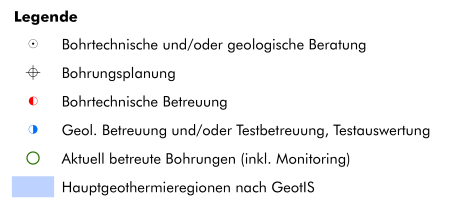 Legende
Bohrtechnische und/oder geologische Beratung
Bohrungsplanung
Bohrtechnische Betreuung
Geol. Betreuung und/oder Testbetreuung, Testauswertung
Aktuell betreute Bohrungen (inkl. Monitoring)
Hauptgeothermieregionen nach GeotIS